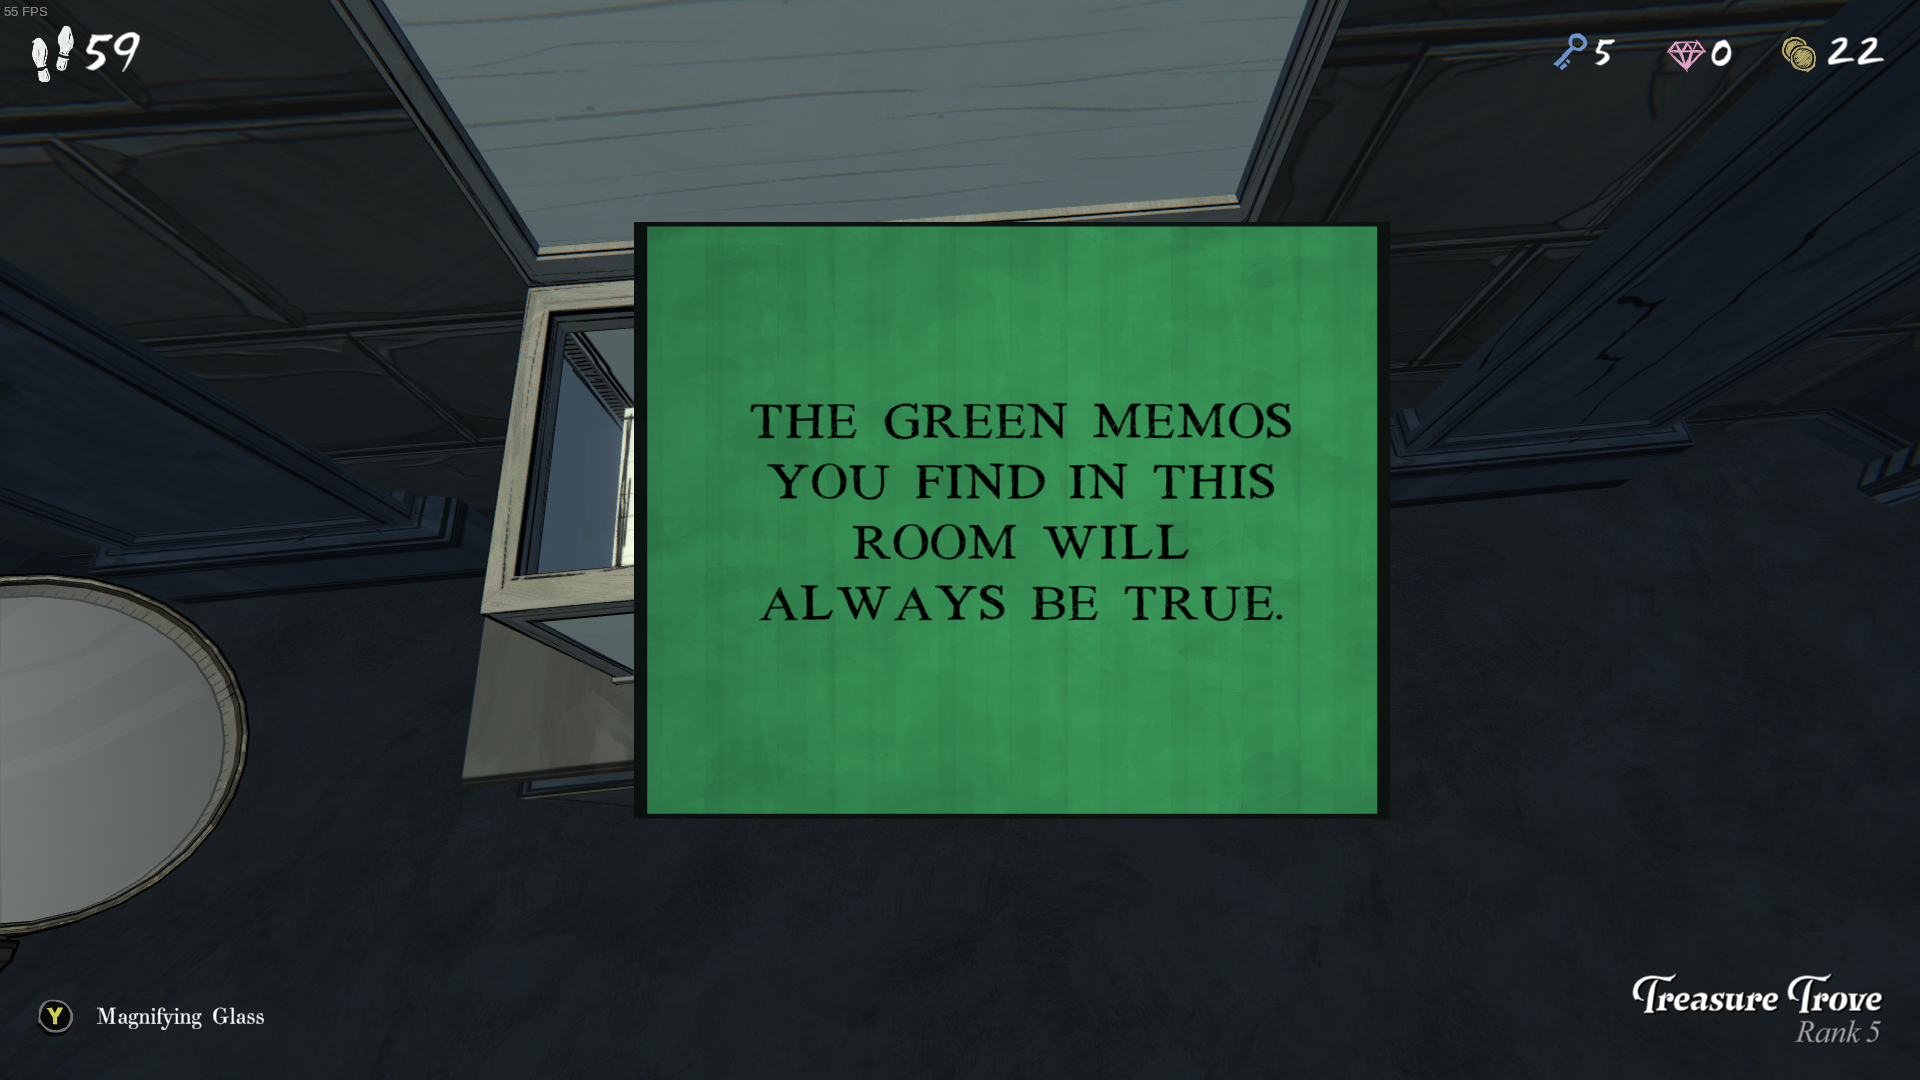 55 FPS
59
5
0
22
THE GREEN MEMOS
YOU FIND IN THIS
ROOM WILL
ALWAYS BE TRUE.
Y Magnifying Glass
Treasure Trove
Rank 5